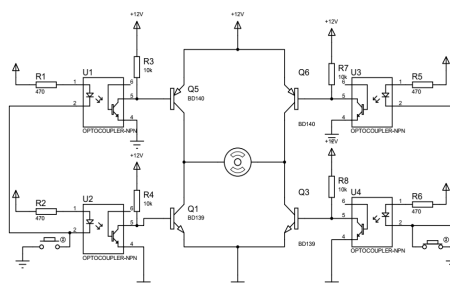 +12V
+12V
+12V
R1
470
U1
1
2
6
5
4
OPTOCOUPLER-NPN
R3
10k
Q5
BD140
Q6
BD140
R7
10k
U3
6
5
4
1
2
OPTOCOUPLER-NPN
R5
470
+12V
+12V
R2
470
U2
1
2
6
5
4
OPTOCOUPLER-NPN
R4
10k
Q1
BD139
Q3
BD139
R8
10k
U4
6
5
4
1
2
OPTOCOUPLER-NPN
R6
470